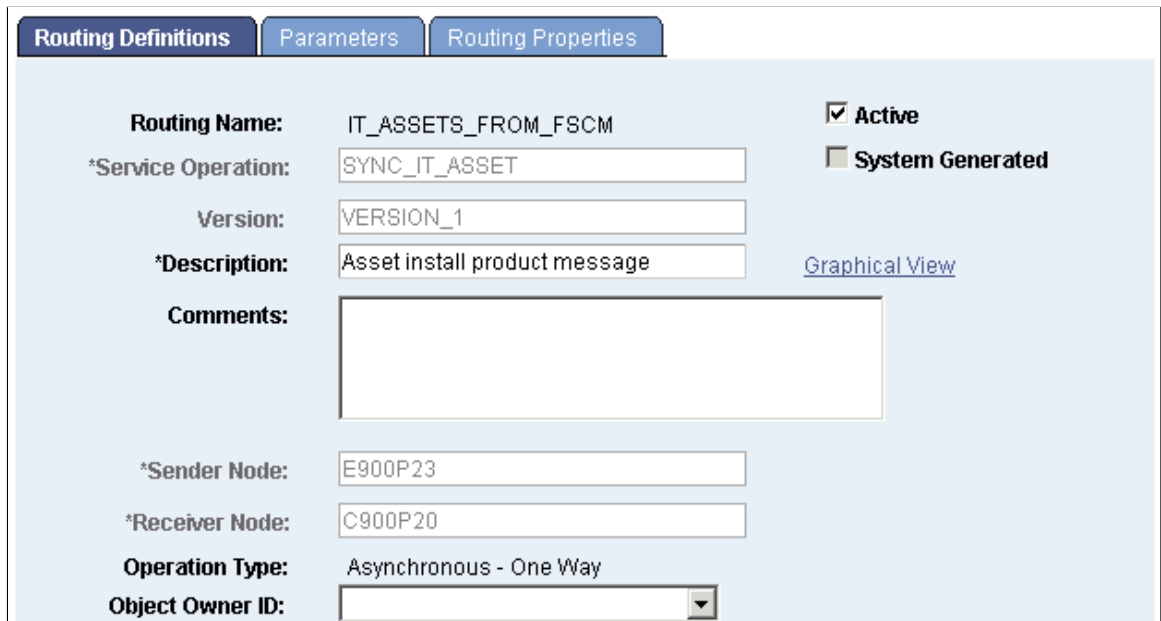 Routing Definitions Parameters Routing Properties
Routing Name: IT_ASSETS_FROM_FSCM Active
*Service Operation: SYNC_IT_ASSET System Generated
Version: VERSION_1
*Description: Asset install product message Graphical View
Comments:
*Sender Node: E900P23
*Receiver Node: C900P20
Operation Type: Asynchronous - One Way
Object Owner ID: